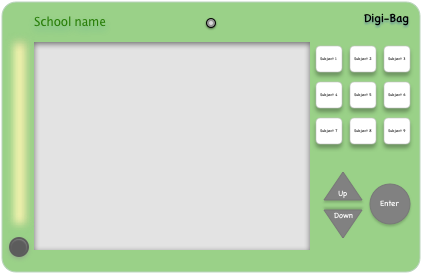 School name
Digi-Bag
Subject 1 Subject 2 Subject 3
Subject 4 Subject 5 Subject 6
Subject 7 Subject 8 Subject 9
Up
Enter
Down